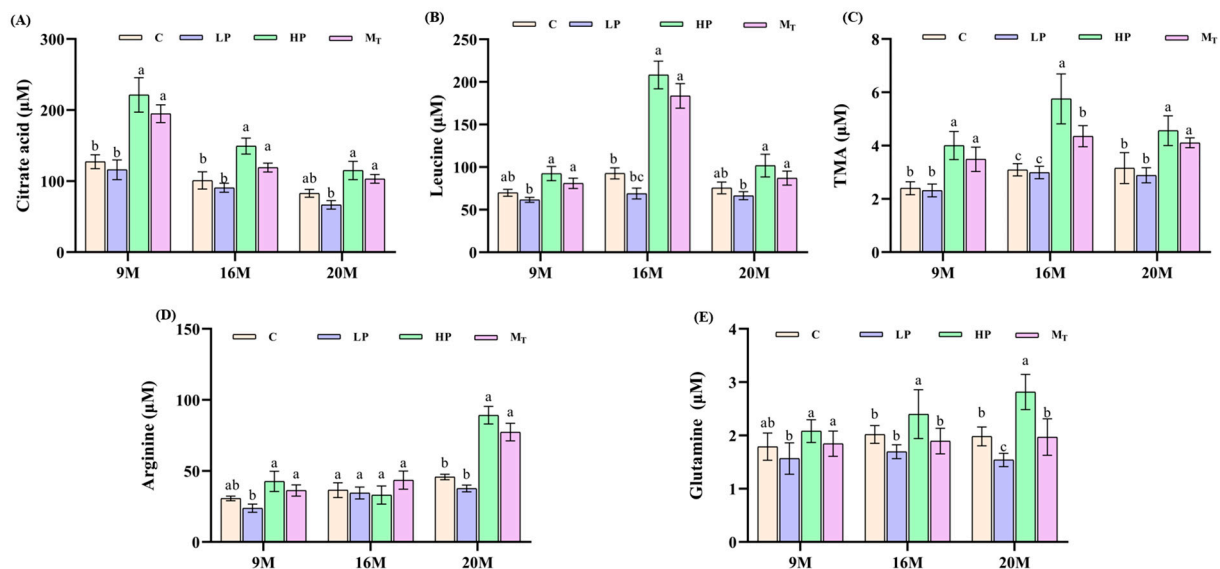 (A)
C LP HP MT
Citrate acid (μM)
300
200
100
0
b b a a
b b a a
ab b a a
9M 16M 20M
(B)
C LP HP MT
Leucine (μM)
250
200
150
100
50
0
ab b a a
b bc a a
ab b a a
9M 16M 20M
(C)
C LP HP MT
TMA (μM)
8
6
4
2
0
b b a a
c c a b
b b a a
9M 16M 20M
(D)
C LP HP MT
Arginine (μM)
150
100
50
0
ab b a a
a a a a
b b a a
9M 16M 20M
(E)
C LP HP MT
Glutamine (μM)
4
3
2
1
0
ab b a a
b b a b
b c a b
9M 16M 20M